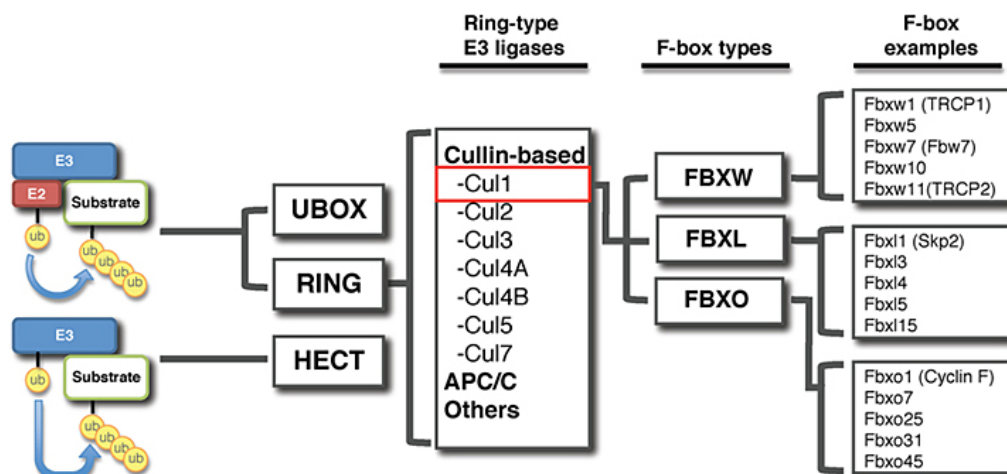 Ring-type
E3 ligases
F-box types
F-box
examples
E3
E2
Substrate
ub
ub
ub
ub
ub
E3
ub
Substrate
ub
ub
ub
ub
UBOX
RING
HECT
Cullin-based
-Cul1
-Cul2
-Cul3
-Cul4A
-Cul4B
-Cul5
-Cul7
APC/C
Others
FBXW
FBXL
FBXO
Fbxw1 (TRCP1)
Fbxw5
Fbxw7 (Fbw7)
Fbxw10
Fbxw11(TRCP2)
Fbxl1 (Skp2)
Fbxl3
Fbxl4
Fbxl5
Fbxl15
Fbxo1 (Cyclin F)
Fbxo7
Fbxo25
Fbxo31
Fbxo45